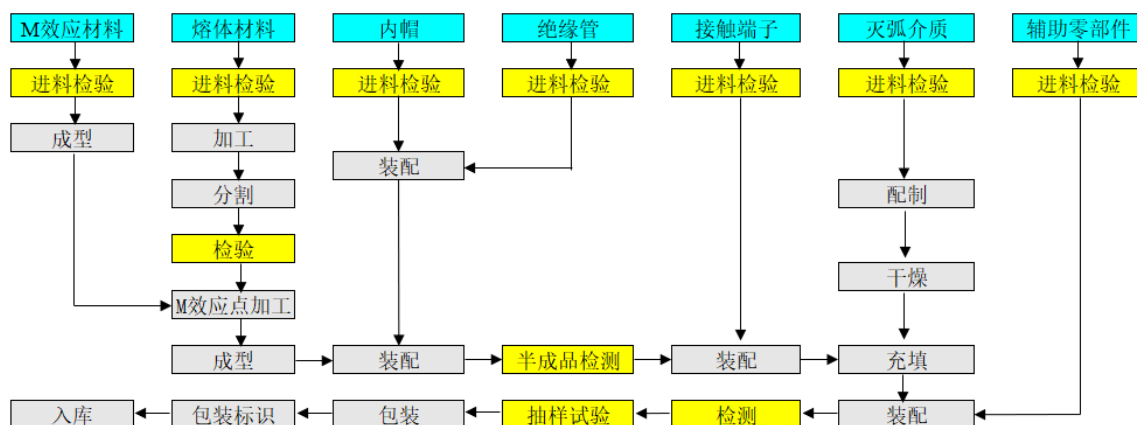 M效应材料 熔体材料 内帽 绝缘管 接触端子 灭弧介质 辅助零部件
进料检验 进料检验 进料检验 进料检验 进料检验 进料检验 进料检验
成型 加工
装配
分割 配制
检验
干燥
M效应点加工
成型 装配 半成品检测 装配 充填
入库 包装标识 包装 抽样试验 检测 装配